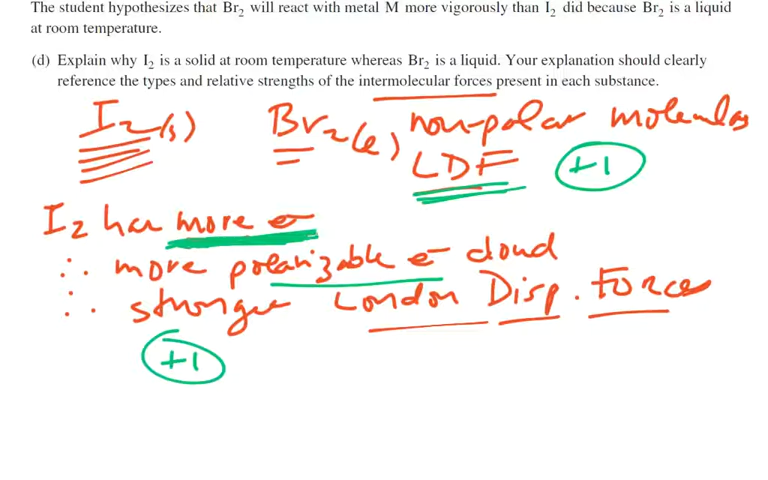 The student hypothesizes that Br₂ will react with metal M more vigorously than I₂ did because Br₂ is a liquid
at room temperature.
(d) Explain why I₂ is a solid at room temperature whereas Br₂ is a liquid. Your explanation should clearly
reference the types and relative strengths of the intermolecular forces present in each substance.
I₂(s) Br₂(l) non-polar molecules
LDF +1
I₂ has more e⁻
∴ more polarizable e⁻ cloud
∴ stronger London Disp. Forces
+1